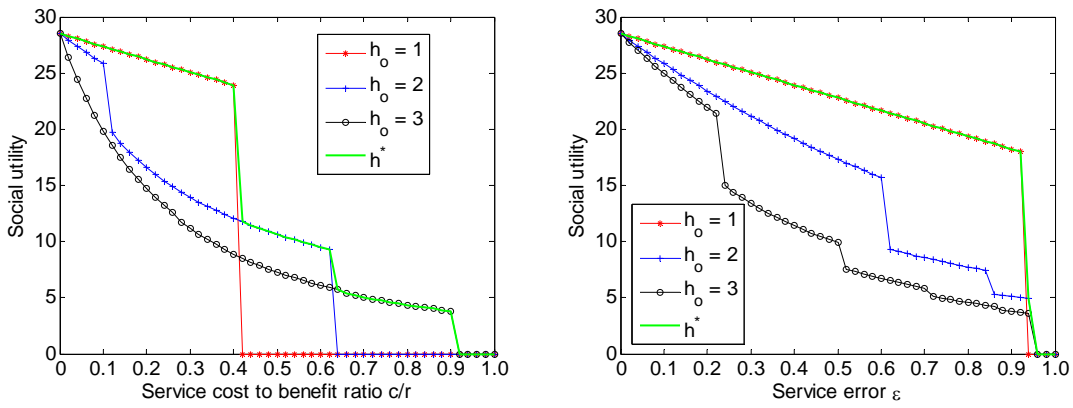 30
25
20
15
10
5
0
Social utility
0 0.1 0.2 0.3 0.4 0.5 0.6 0.7 0.8 0.9 1.0
Service cost to benefit ratio c/r
h_o = 1
h_o = 2
h_o = 3
h^*
30
25
20
15
10
5
0
Social utility
0 0.1 0.2 0.3 0.4 0.5 0.6 0.7 0.8 0.9 1.0
Service error ε
h_o = 1
h_o = 2
h_o = 3
h^*